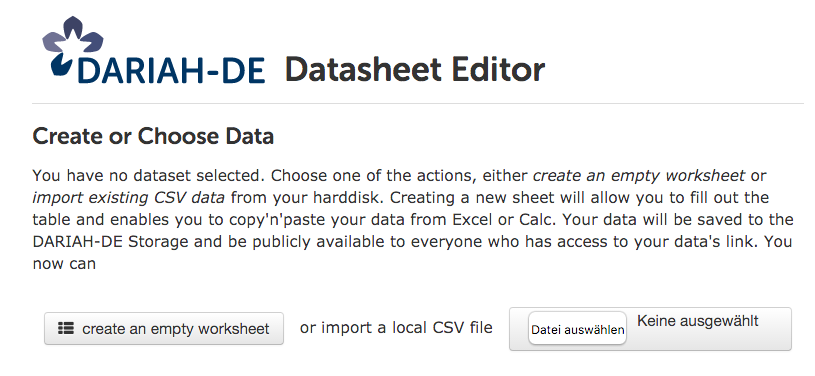 DARIAH-DE Datasheet Editor
Create or Choose Data
You have no dataset selected. Choose one of the actions, either create an empty worksheet or
import existing CSV data from your harddisk. Creating a new sheet will allow you to fill out the
table and enables you to copy'n'paste your data from Excel or Calc. Your data will be saved to the
DARIAH-DE Storage and be publicly available to everyone who has access to your data's link. You
now can
create an empty worksheet or import a local CSV file Datei auswählen Keine ausgewählt